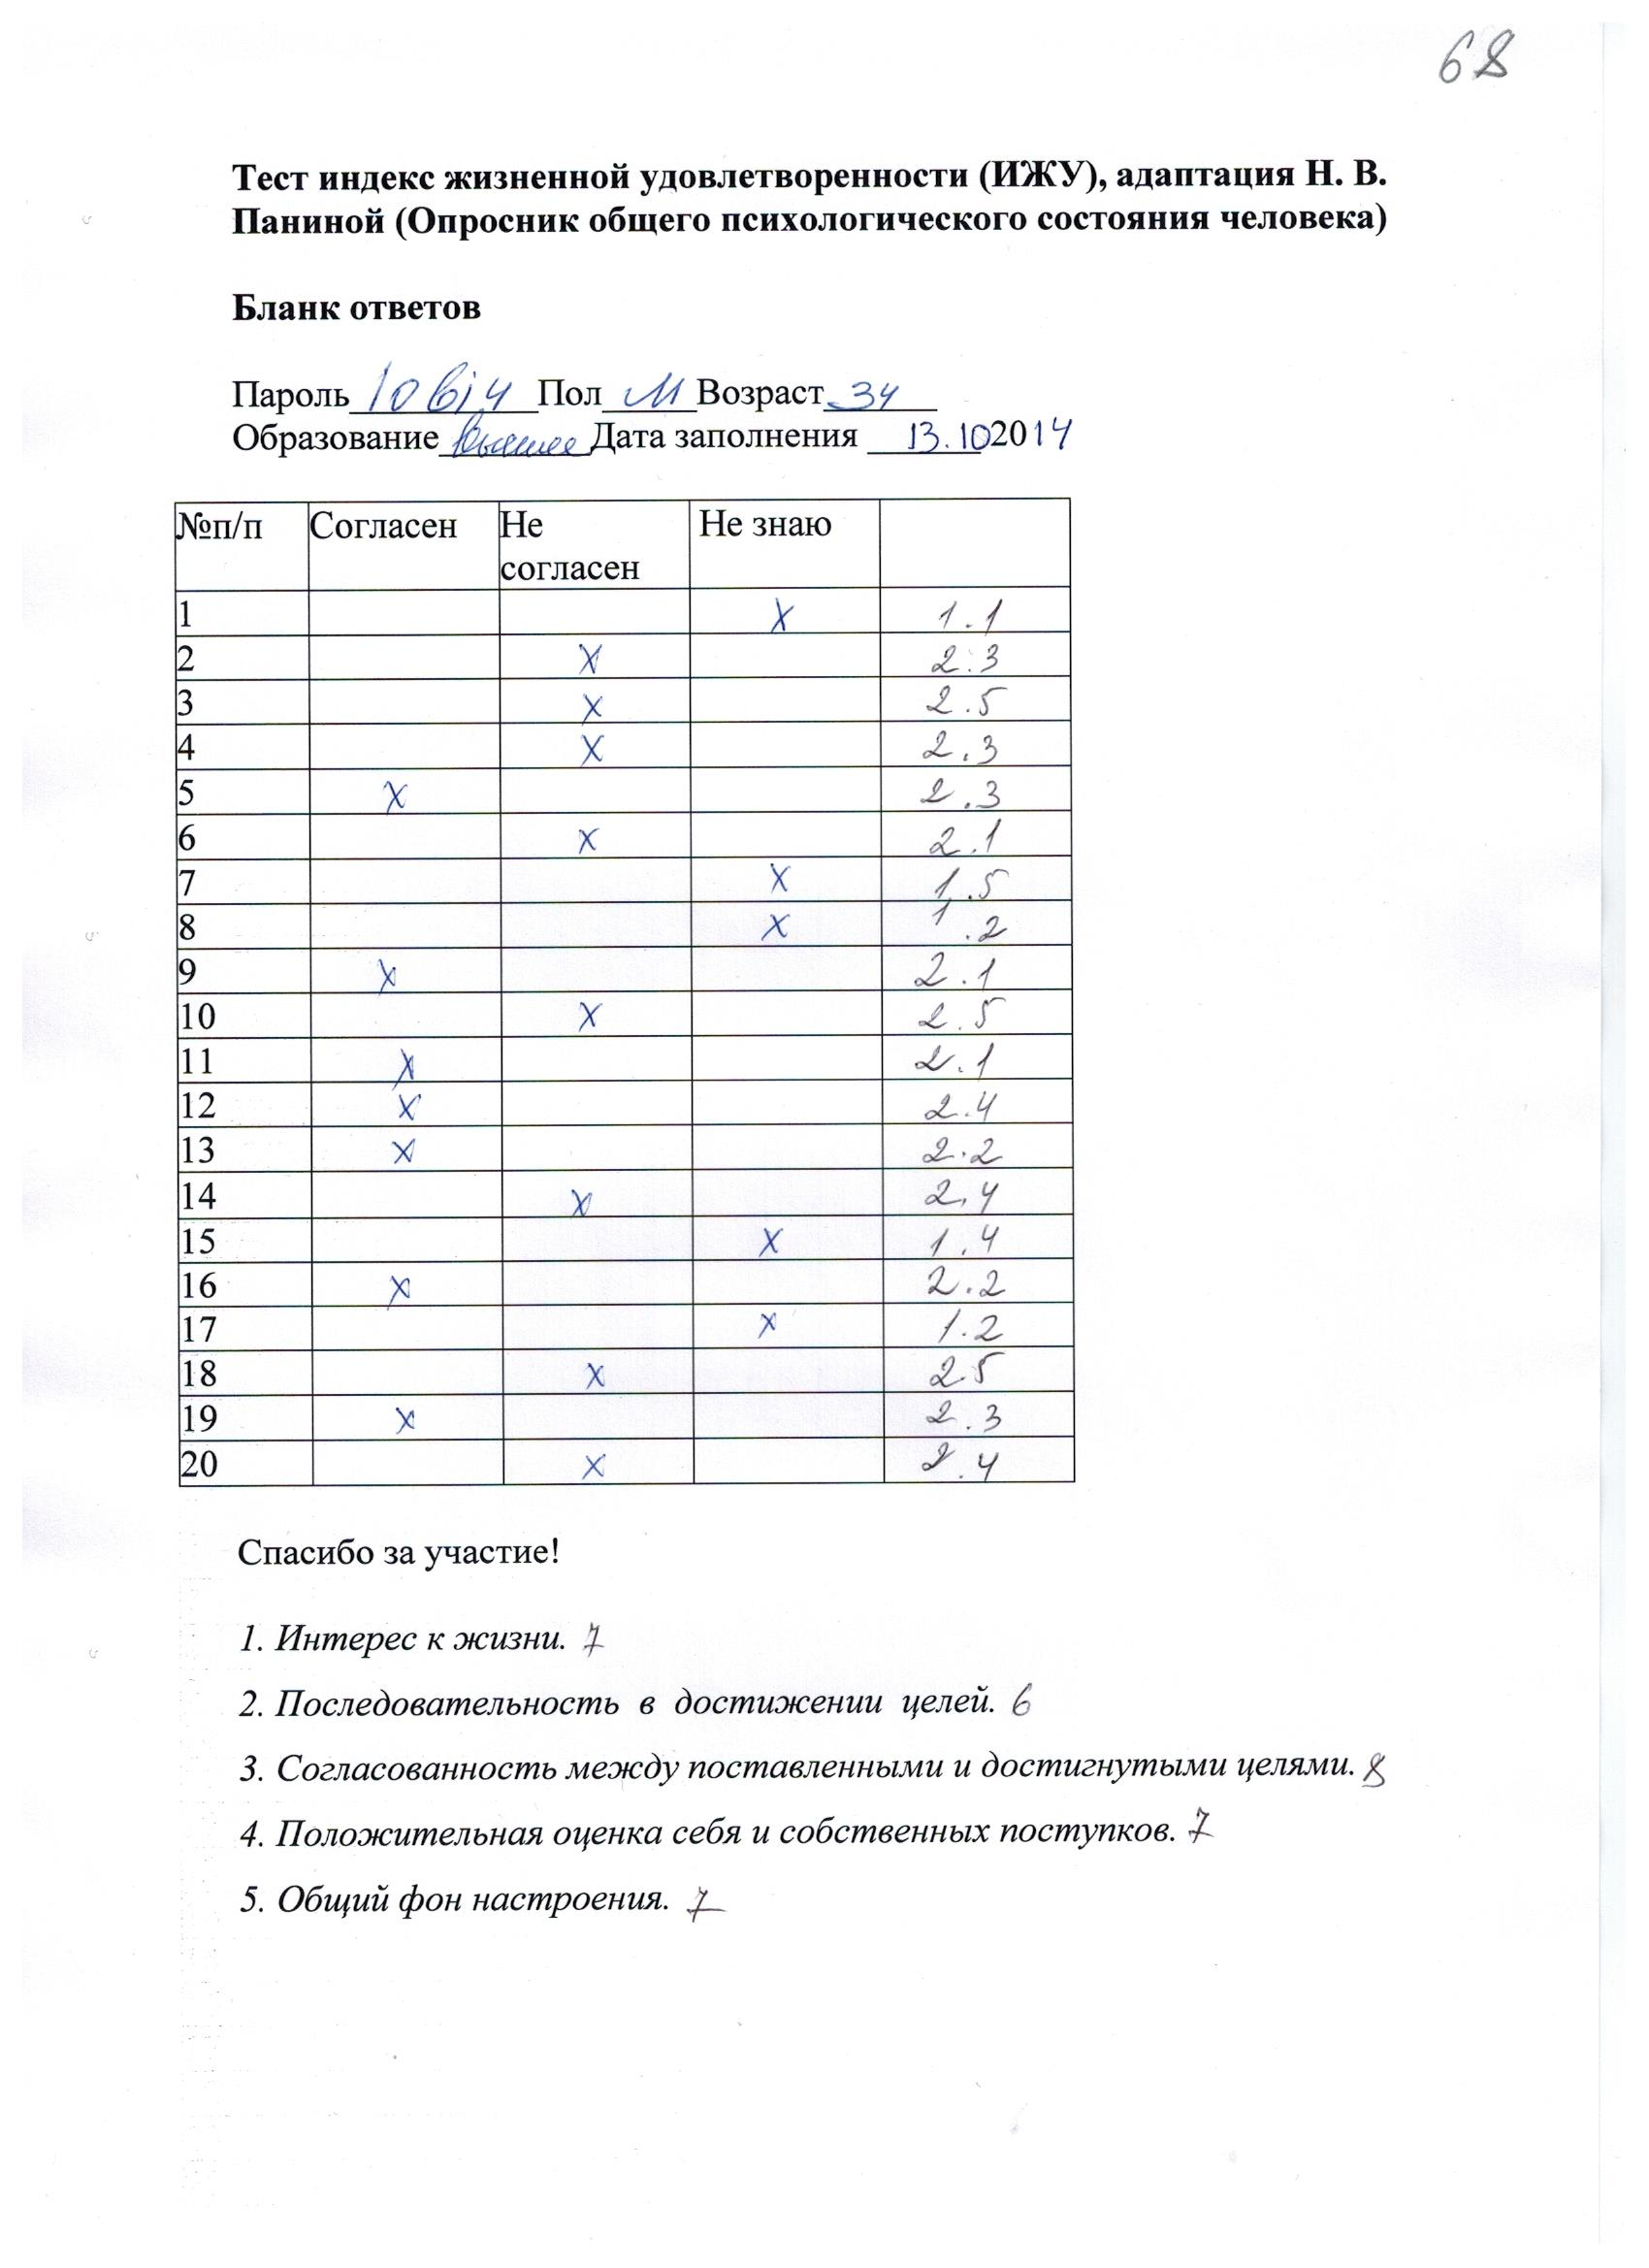 68
Тест индекс жизненной удовлетворенности (ИЖУ), адаптация Н. В.
Паниной (Опросник общего психологического состояния человека)
Бланк ответов
Пароль Пол М Возраст 34
Образование Высшее Дата заполнения 13.10 2014
№п/п Согласен Не согласен Не знаю
1 X 1.1
2 X 2.3
3 X 2.5
4 X 2.3
5 X 2.3
6 X 2.1
7 X 1.5
8 X 1.2
9 X 2.1
10 X 2.5
11 X 2.1
12 X 2.4
13 X 2.2
14 X 2.4
15 X 1.4
16 X 2.2
17 X 1.2
18 X 2.5
19 X 2.3
20 X 2.4
Спасибо за участие!
1. Интерес к жизни. 7
2. Последовательность в достижении целей. 6
3. Согласованность между поставленными и достигнутыми целями. 8
4. Положительная оценка себя и собственных поступков. 7
5. Общий фон настроения. 7